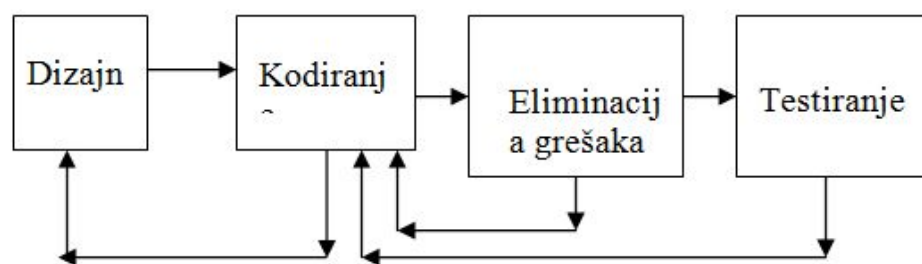 Dizajn
Kodiranj
Eliminacij
a grešaka
Testiranje